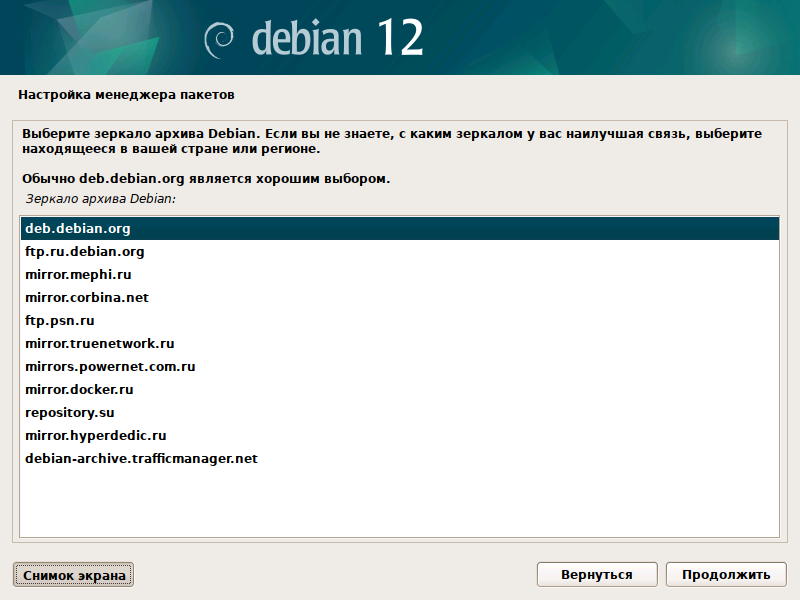 debian 12
Настройка менеджера пакетов
Выберите зеркало архива Debian. Если вы не знаете, с каким зеркалом у вас наилучшая связь, выберите
находящееся в вашей стране или регионе.
Обычно deb.debian.org является хорошим выбором.
Зеркало архива Debian:
deb.debian.org
ftp.ru.debian.org
mirror.mephi.ru
mirror.corbina.net
ftp.psn.ru
mirror.truenetwork.ru
mirrors.powernet.com.ru
mirror.docker.ru
repository.su
mirror.hyperdedic.ru
debian-archive.trafficmanager.net
Снимок экрана
Вернуться
Продолжить